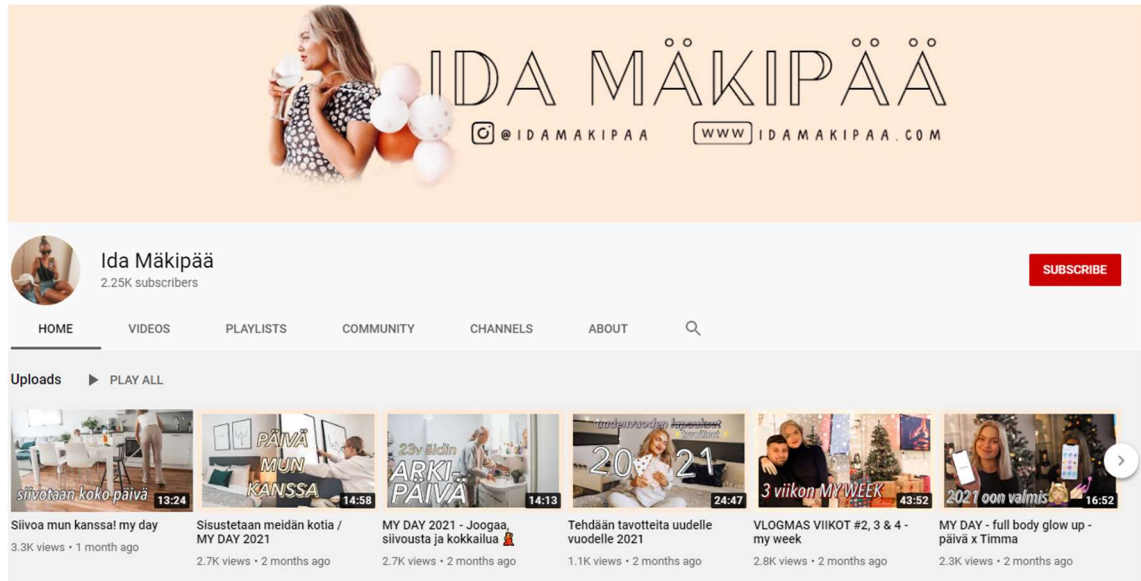 IDA MÄKIPÄÄ
@IDAMAKIPAA
WWW IDAMAKIPAA.COM
Ida Mäkipää
2.25K subscribers
SUBSCRIBE
HOME VIDEOS PLAYLISTS COMMUNITY CHANNELS ABOUT
Uploads PLAY ALL
siivotaan koko päivä
13:24
Siivoa mun kanssa! my day
3.3K views • 1 month ago
PÄIVÄ
MUN
KANSSA
14:58
Sisustetaan meidän kotia /
MY DAY 2021
2.7K views • 2 months ago
23v äidin
ARKI-
PÄIVÄ
14:13
MY DAY 2021 - Joogaa,
siivousta ja kokkailua
2.7K views • 2 months ago
uudenvuoden lupaukset
tavoitteet
2021
24:47
Tehdään tavotteita uudelle
vuodelle 2021
1.1K views • 2 months ago
3 viikon MY WEEK
43:52
VLOGMAS VIIKOT #2, 3 & 4 -
my week
2.8K views • 2 months ago
2021 oon valmis
16:52
MY DAY - full body glow up -
päivä x Timma
2.3K views • 2 months ago